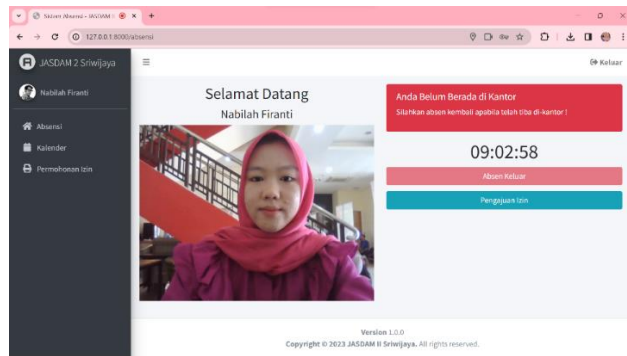 Sistem Absensi - JASDAM I
127.0.0.1:8000/absensi
JASDAM 2 Sriwijaya
Keluar
Nabilah Firanti
Absensi
Kalender
Permohonan Izin
Selamat Datang
Nabilah Firanti
Anda Belum Berada di Kantor
Silahkan absen kembali apabila telah tiba di-kantor !
09:02:58
Absen Keluar
Pengajuan Izin
Version 1.0.0
Copyright © 2023 JASDAM II Sriwijaya. All rights reserved.